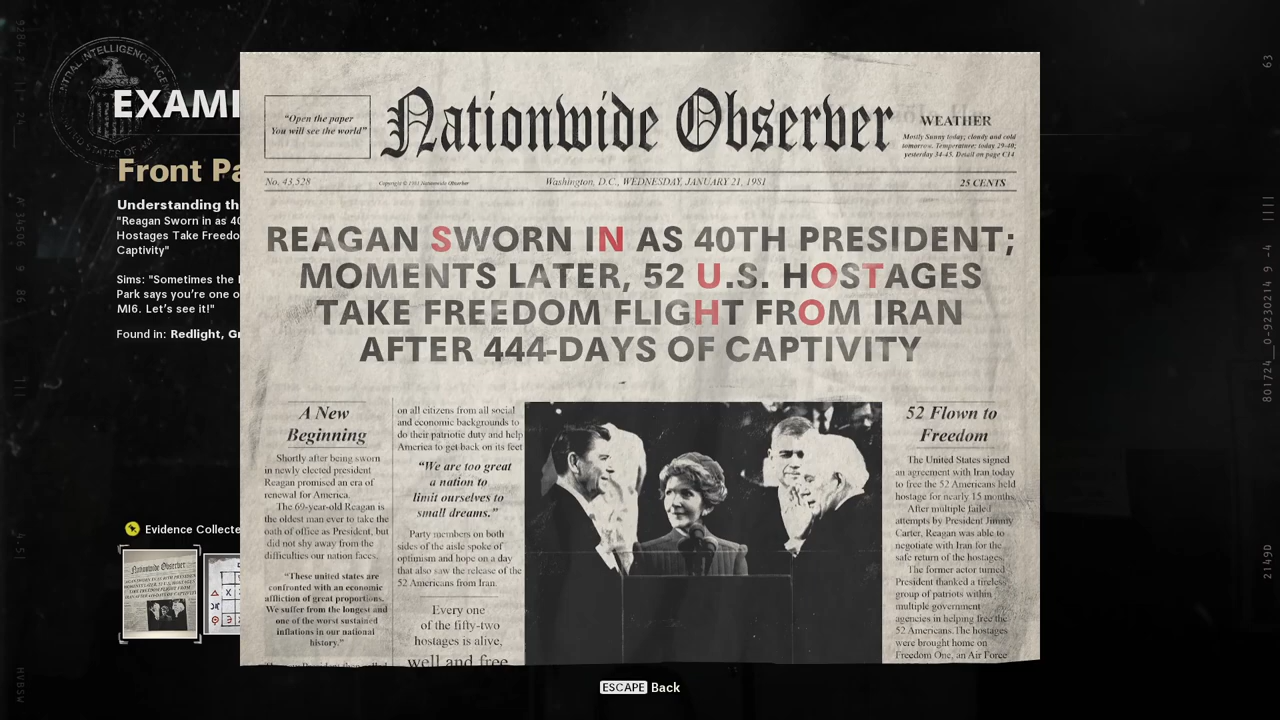 EXAMI
Front Pa
Understanding th
"Reagan Sworn in as 40
Hostages Take Freedo
Captivity"
Sims: "Sometimes the
Park says you're one o
MI6. Let's see it!"
Found in: Redlight, Gr
Evidence Collecte
"Open the paper
You will see the world"
Nationwide Observer
WEATHER
Mostly Sunny today; cloudy and cold
tomorrow. Temperature: today 29-40;
yesterday 34-45. Detail on page C14
No. 43,528
Copyright © 1981 Nationwide Observer
Washington, D.C., WEDNESDAY, JANUARY 21, 1981
25 CENTS
REAGAN SWORN IN AS 40TH PRESIDENT;
MOMENTS LATER, 52 U.S. HOSTAGES
TAKE FREEDOM FLIGHT FROM IRAN
AFTER 444-DAYS OF CAPTIVITY
A New
Beginning
Shortly after being sworn
in newly elected president
Reagan promised an era of
renewal for America.
The 69-year-old Reagan is
the oldest man ever to take the
oath of office as President, but
did not shy away from the
difficulties our nation faces.
"These united states are
confronted with an economic
affliction of great proportions.
We suffer from the longest and
one of the worst sustained
inflations in our national
history."
on all citizens from all social
and economic backgrounds to
do their patriotic duty and help
America to get back on its feet
"We are too great
a nation to
limit ourselves to
small dreams."
Party members on both
sides of the aisle spoke of
optimism and hope on a day
that also saw the release of the
52 Americans from Iran.
Every one
of the fifty-two
hostages is alive,
well and free
52 Flown to
Freedom
The United States signed
an agreement with Iran today
to free the 52 Americans held
hostage for nearly 15 months.
After multiple failed
attempts by President Jimmy
Carter, Reagan was able to
negotiate with Iran for the
safe return of the hostages.
The former actor turned
President thanked a tireless
group of patriots within
multiple government
agencies in helping free the
52 Americans. The hostages
were brought home on
Freedom One, an Air Force
ESCAPE Back